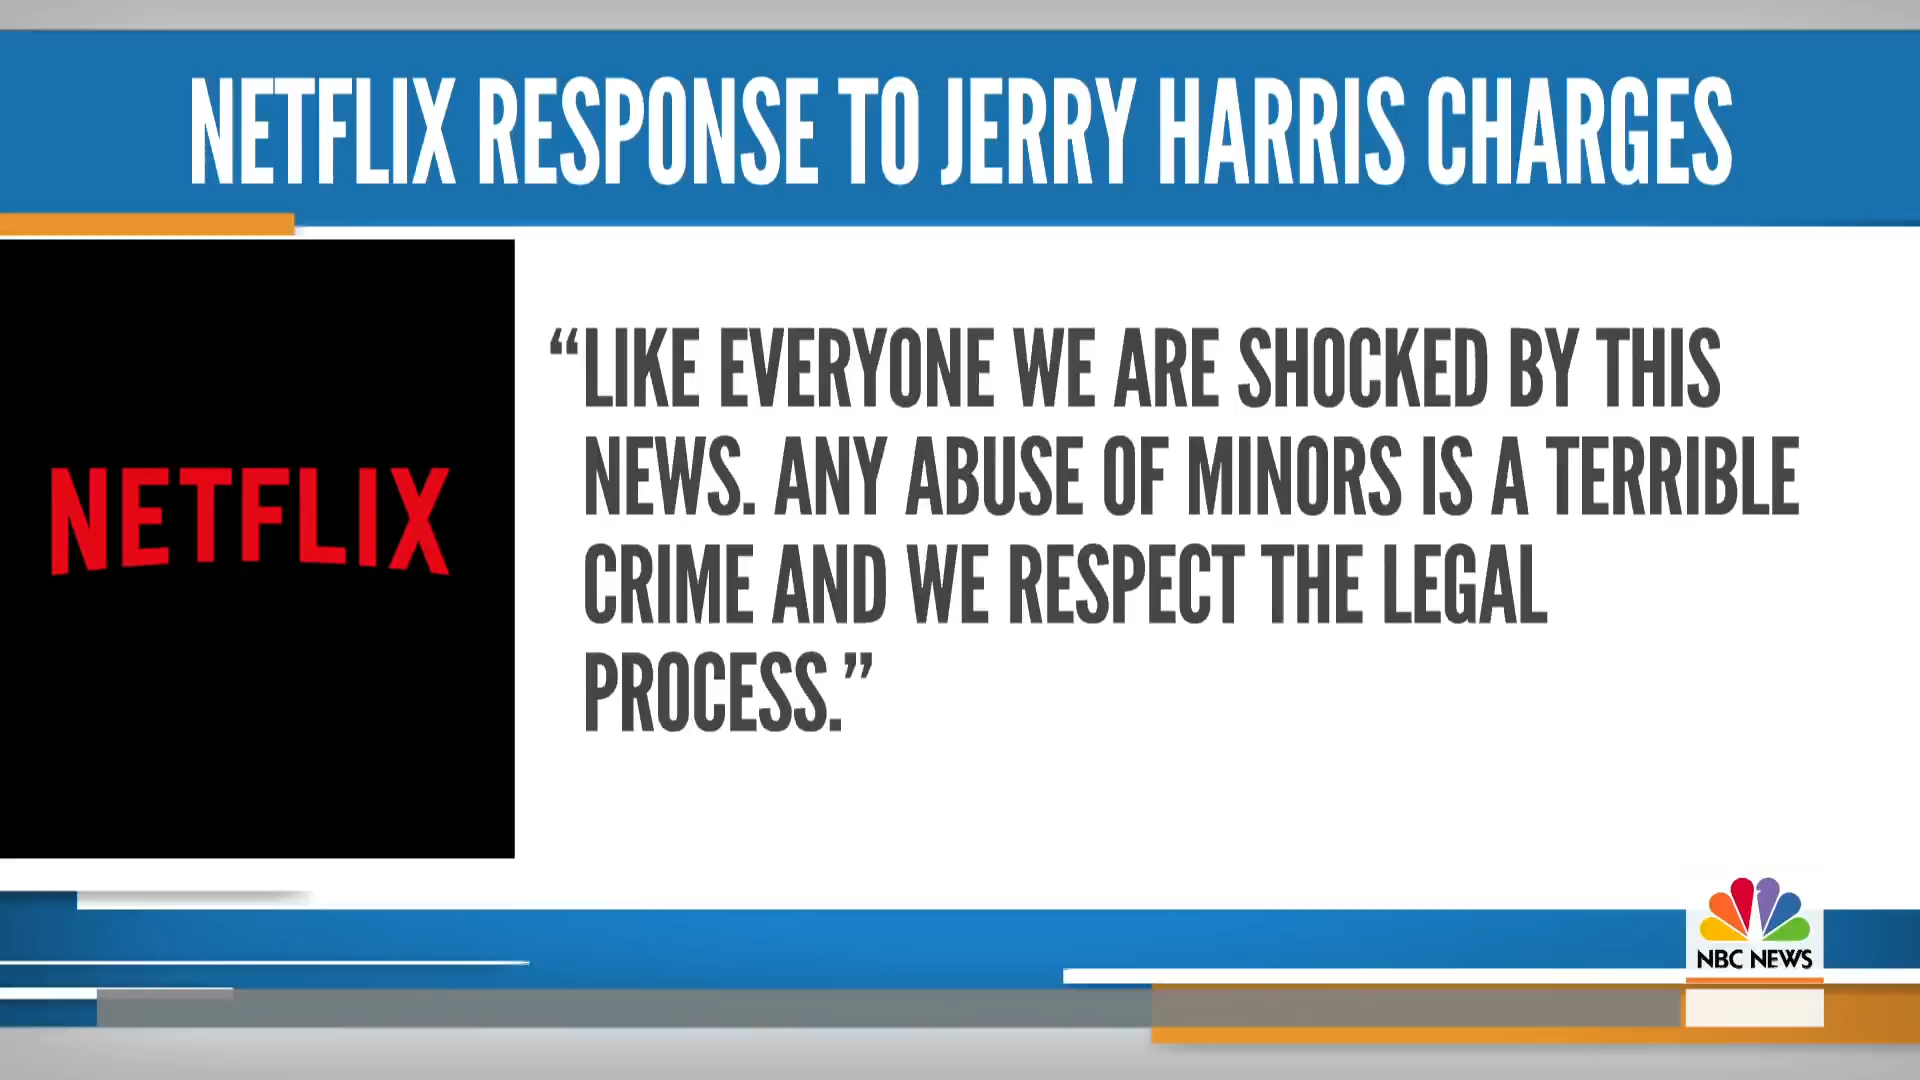 NETFLIX RESPONSE TO JERRY HARRIS CHARGES
NETFLIX
“LIKE EVERYONE WE ARE SHOCKED BY THIS
NEWS. ANY ABUSE OF MINORS IS A TERRIBLE
CRIME AND WE RESPECT THE LEGAL
PROCESS.”
NBC NEWS